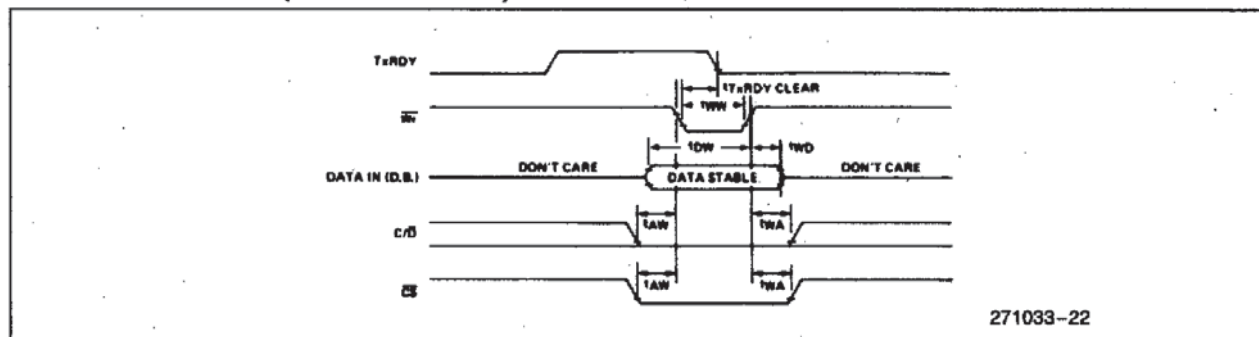 TxRDY
tTxRDY CLEAR
tWW
WR
tDW
tWD
DON'T CARE
DON'T CARE
DATA IN (D.B.)
DATA STABLE
tAW
tWA
C/D̅
tAW
tWA
C̅S̅
271033–22